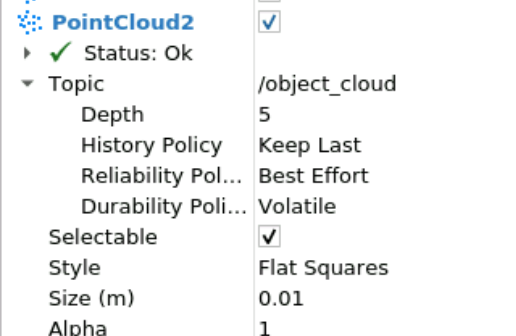 PointCloud2
Status: Ok
Topic /object_cloud
Depth 5
History Policy Keep Last
Reliability Pol... Best Effort
Durability Poli... Volatile
Selectable
Style Flat Squares
Size (m) 0.01
Alpha 1